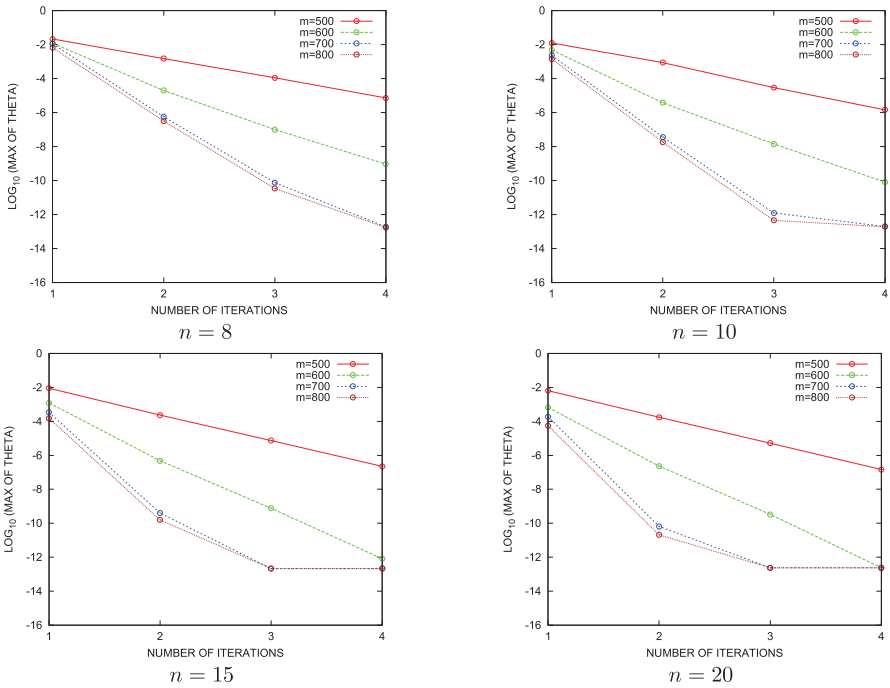 0
-2
-4
-6
-8
-10
-12
-14
-16
1
2
3
4
LOG10 (MAX OF THETA)
NUMBER OF ITERATIONS
m=500
m=600
m=700
m=800
n = 8
0
-2
-4
-6
-8
-10
-12
-14
-16
1
2
3
4
LOG10 (MAX OF THETA)
NUMBER OF ITERATIONS
m=500
m=600
m=700
m=800
n = 10
0
-2
-4
-6
-8
-10
-12
-14
-16
1
2
3
4
LOG10 (MAX OF THETA)
NUMBER OF ITERATIONS
m=500
m=600
m=700
m=800
n = 15
0
-2
-4
-6
-8
-10
-12
-14
-16
1
2
3
4
LOG10 (MAX OF THETA)
NUMBER OF ITERATIONS
m=500
m=600
m=700
m=800
n = 20